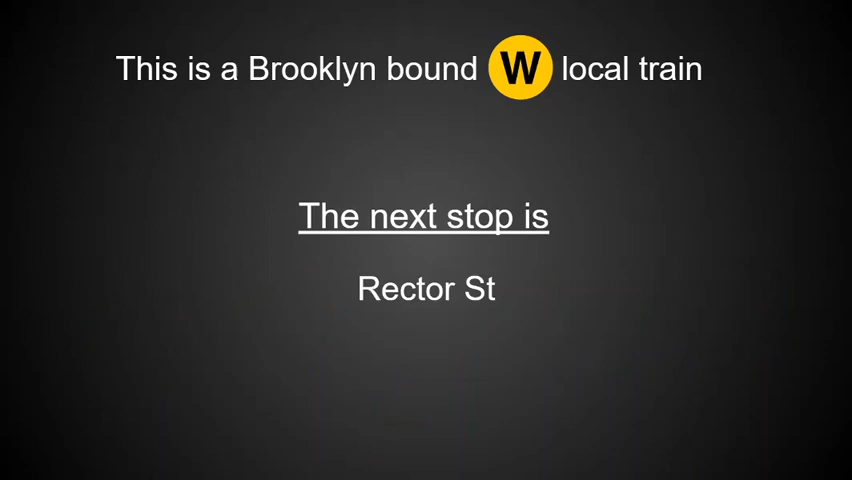 This is a Brooklyn bound W local train
The next stop is
Rector St